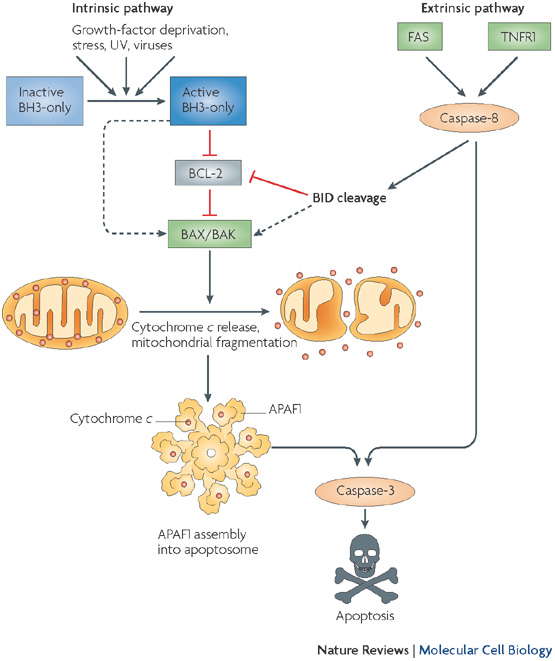 Intrinsic pathway
Extrinsic pathway
Growth-factor deprivation,
stress, UV, viruses
FAS
TNFR1
Inactive
BH3-only
Active
BH3-only
Caspase-8
BCL-2
BID cleavage
BAX/BAK
Cytochrome c release,
mitochondrial fragmentation
Cytochrome c
APAF1
Caspase-3
APAF1 assembly
into apoptosome
Apoptosis
Nature Reviews | Molecular Cell Biology